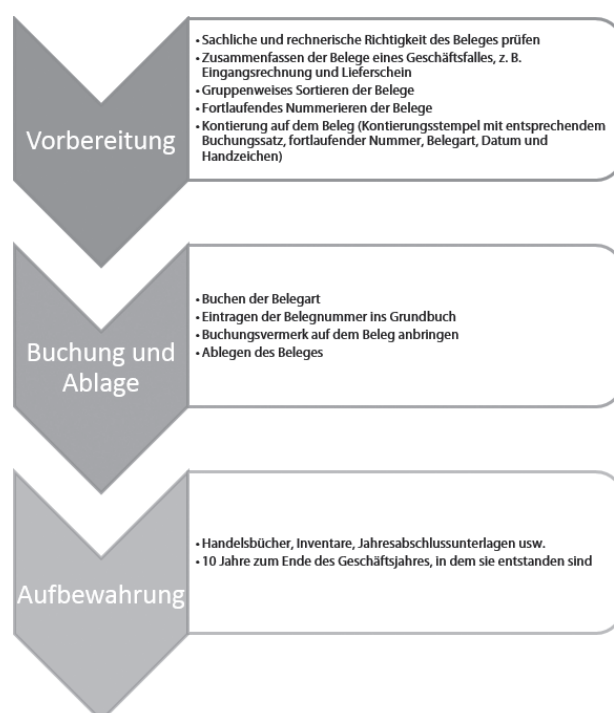 Vorbereitung
• Sachliche und rechnerische Richtigkeit des Beleges prüfen
• Zusammenfassen der Belege eines Geschäftsfalles, z. B.
Eingangsrechnung und Lieferschein
• Gruppenweises Sortieren der Belege
• Fortlaufendes Nummerieren der Belege
• Kontierung auf dem Beleg (Kontierungsstempel mit entsprechendem
Buchungssatz, fortlaufender Nummer, Belegart, Datum und
Handzeichen)
Buchung und
Ablage
• Buchen der Belegart
• Eintragen der Belegnummer ins Grundbuch
• Buchungsvermerk auf dem Beleg anbringen
• Ablegen des Beleges
Aufbewahrung
• Handelsbücher, Inventare, Jahresabschlussunterlagen usw.
• 10 Jahre zum Ende des Geschäftsjahres, in dem sie entstanden sind